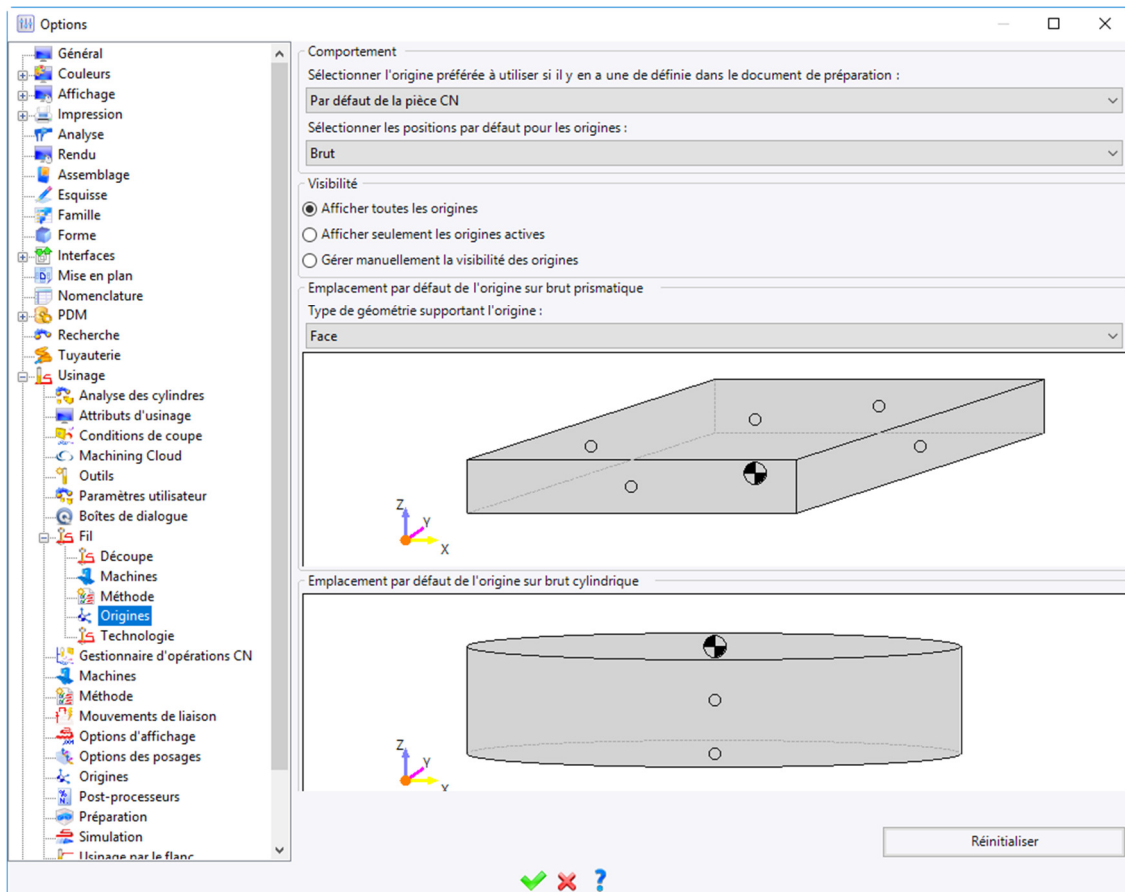 Options
Général
Couleurs
Affichage
Impression
Analyse
Rendu
Assemblage
Esquisse
Famille
Forme
Interfaces
Mise en plan
Nomenclature
PDM
Recherche
Tuyauterie
Usinage
Analyse des cylindres
Attributs d'usinage
Conditions de coupe
Machining Cloud
Outils
Paramètres utilisateur
Boîtes de dialogue
Fil
Découpe
Machines
Méthode
Origines
Technologie
Gestionnaire d'opérations CN
Machines
Méthode
Mouvements de liaison
Options d'affichage
Options des posages
Origines
Post-processeurs
Préparation
Simulation
Usinage par le flanc
Comportement
Sélectionner l'origine préférée à utiliser si il y en a une de définie dans le document de préparation :
Par défaut de la pièce CN
Sélectionner les positions par défaut pour les origines :
Brut
Visibilité
Afficher toutes les origines
Afficher seulement les origines actives
Gérer manuellement la visibilité des origines
Emplacement par défaut de l'origine sur brut prismatique
Type de géométrie supportant l'origine :
Face
Z
Y
X
Emplacement par défaut de l'origine sur brut cylindrique
Z
Y
X
Réinitialiser
?